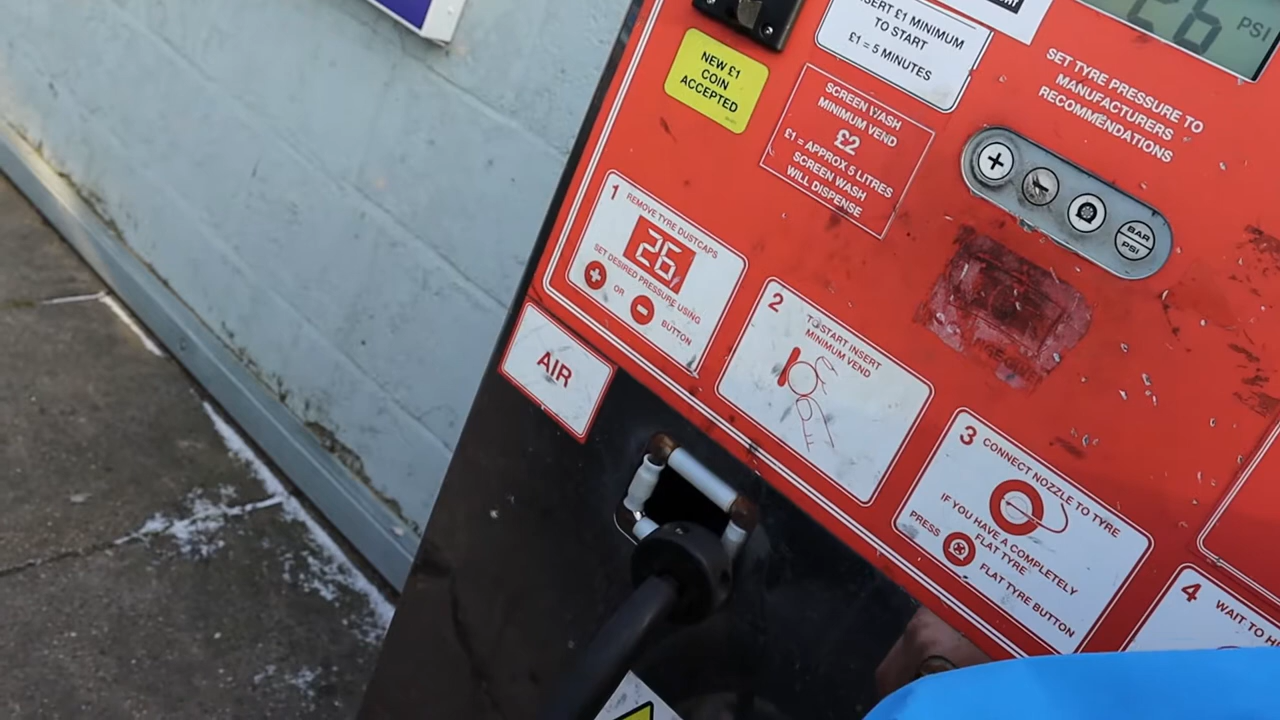 26 PSI
INSERT £1 MINIMUM
TO START
£1 = 5 MINUTES
NEW £1
COIN
ACCEPTED
SCREEN WASH
MINIMUM VEND
£2
£1 = APPROX 5 LITRES
SCREEN WASH
WILL DISPENSE
SET TYRE PRESSURE TO
MANUFACTURERS
RECOMMENDATIONS
+
BAR
PSI
1 REMOVE TYRE DUSTCAPS
26
SET DESIRED PRESSURE USING
+ OR - BUTTON
AIR
2 TO START INSERT
MINIMUM VEND
3 CONNECT NOZZLE TO TYRE
IF YOU HAVE A COMPLETELY
FLAT TYRE
PRESS FLAT TYRE BUTTON
4 WAIT TO